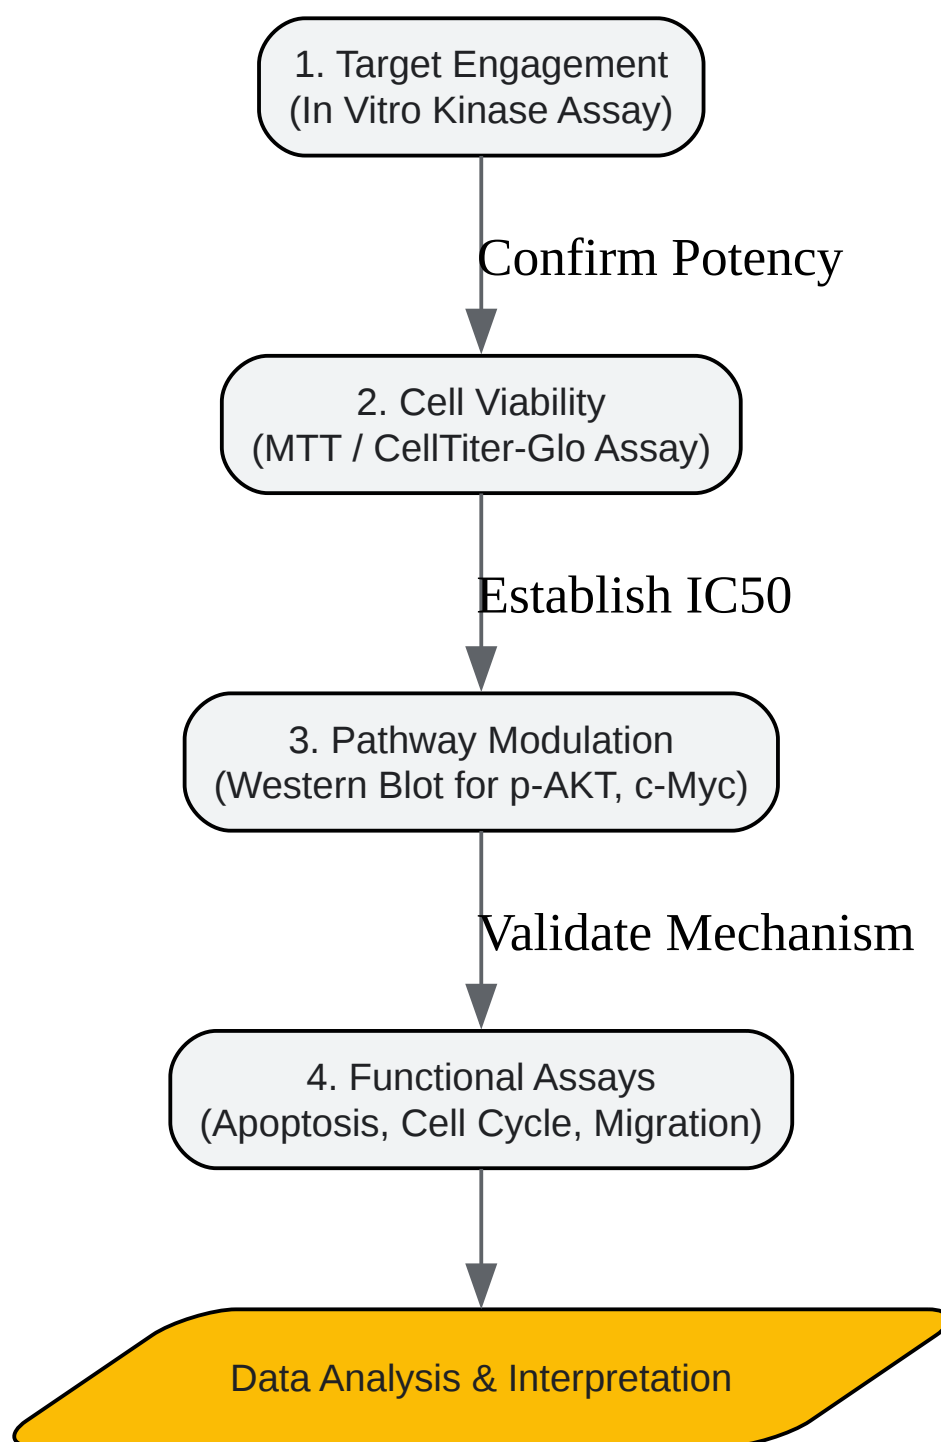 1. Target Engagement
(In Vitro Kinase Assay)
Confirm Potency
2. Cell Viability
(MTT / CellTiter-Glo Assay)
Establish IC50
3. Pathway Modulation
(Western Blot for p-AKT, c-Myc)
Validate Mechanism
4. Functional Assays
(Apoptosis, Cell Cycle, Migration)
Data Analysis & Interpretation